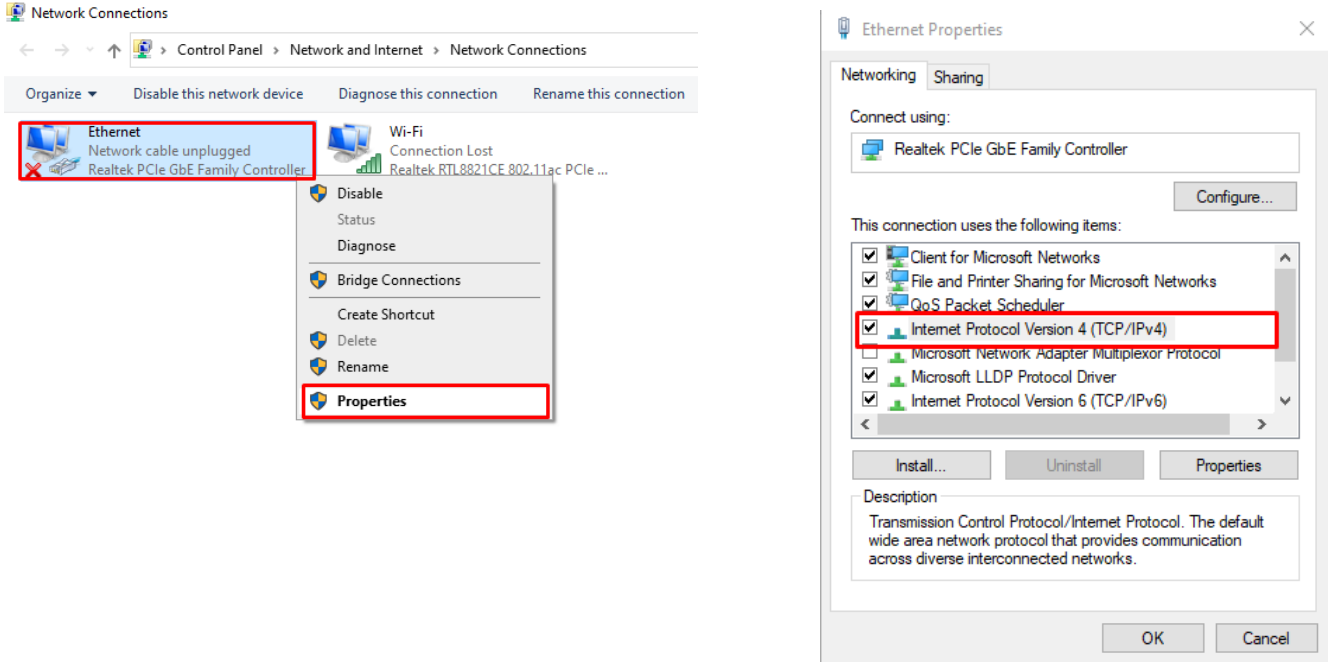 Network Connections
Control Panel > Network and Internet > Network Connections
Organize Disable this network device Diagnose this connection Rename this connection
Ethernet
Network cable unplugged
Realtek PCIe GbE Family Controller
Wi-Fi
Connection Lost
Realtek RTL8821CE 802.11ac PCIe ...
Disable
Status
Diagnose
Bridge Connections
Create Shortcut
Delete
Rename
Properties
Ethernet Properties
Networking Sharing
Connect using:
Realtek PCIe GbE Family Controller
Configure...
This connection uses the following items:
Client for Microsoft Networks
File and Printer Sharing for Microsoft Networks
QoS Packet Scheduler
Internet Protocol Version 4 (TCP/IPv4)
Microsoft Network Adapter Multiplexor Protocol
Microsoft LLDP Protocol Driver
Internet Protocol Version 6 (TCP/IPv6)
Install... Uninstall Properties
Description
Transmission Control Protocol/Internet Protocol. The default
wide area network protocol that provides communication
across diverse interconnected networks.
OK Cancel